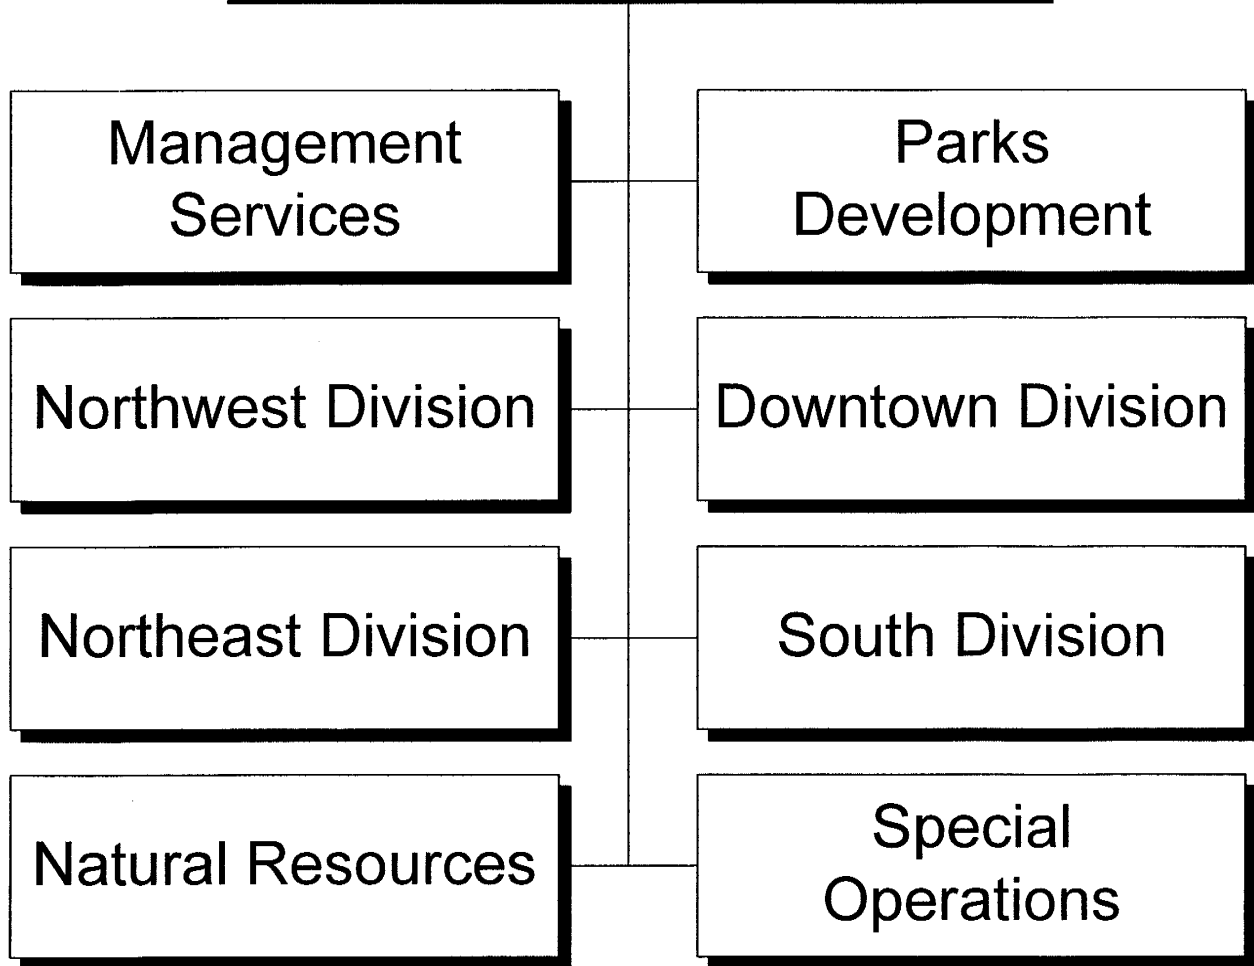 Management
Services
Parks
Development
Northwest Division
Downtown Division
Northeast Division
South Division
Natural Resources
Special
Operations